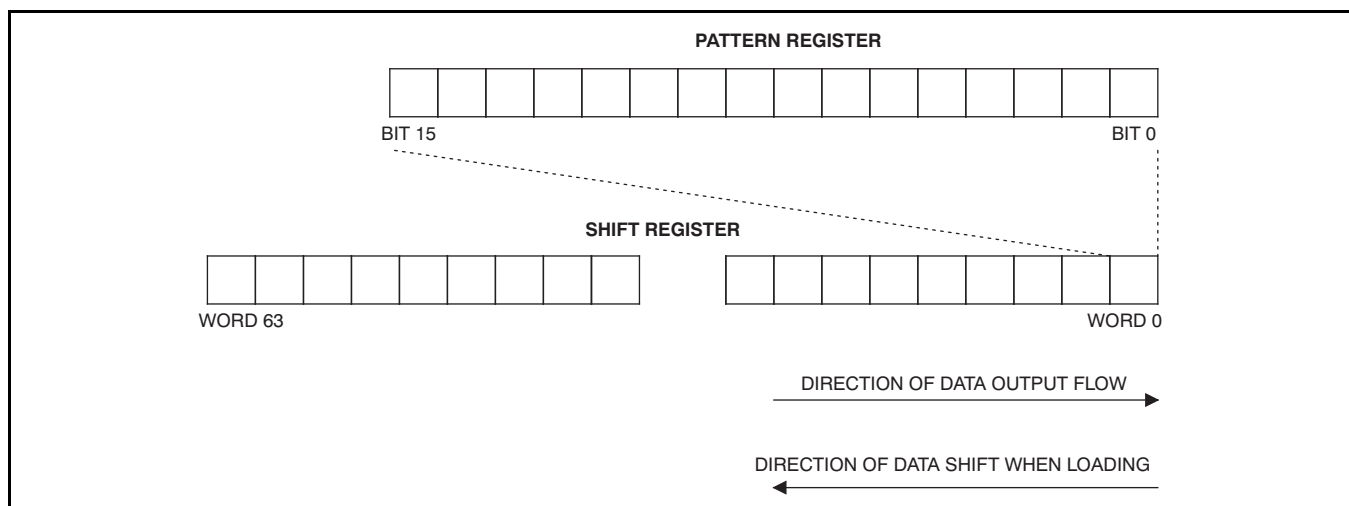 PATTERN REGISTER
BIT 15 BIT 0
SHIFT REGISTER
WORD 63 WORD 0
DIRECTION OF DATA OUTPUT FLOW
DIRECTION OF DATA SHIFT WHEN LOADING